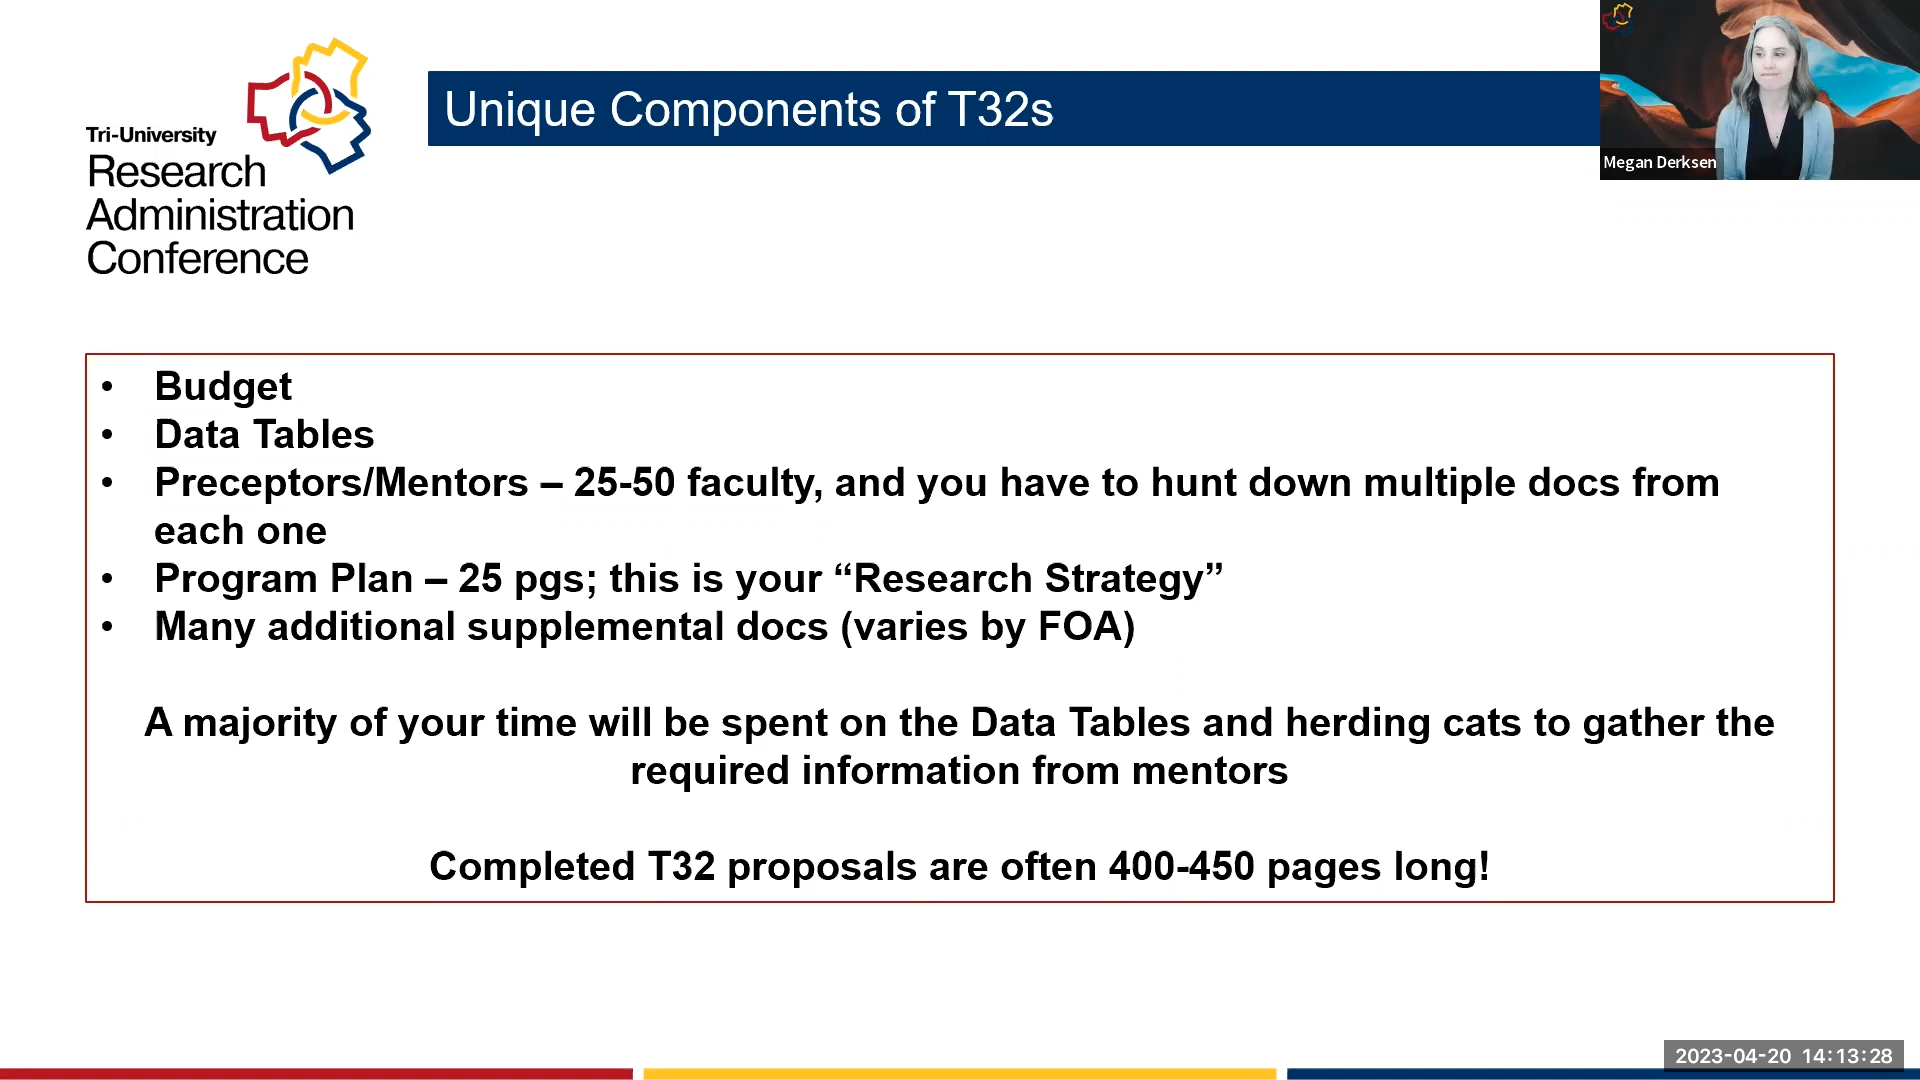 Unique Components of T32s
Tri-University
Research
Administration
Conference
Megan Derksen
• Budget
• Data Tables
• Preceptors/Mentors – 25-50 faculty, and you have to hunt down multiple docs from
each one
• Program Plan – 25 pgs; this is your “Research Strategy”
• Many additional supplemental docs (varies by FOA)
A majority of your time will be spent on the Data Tables and herding cats to gather the
required information from mentors
Completed T32 proposals are often 400-450 pages long!
2023-04-20 14:13:28